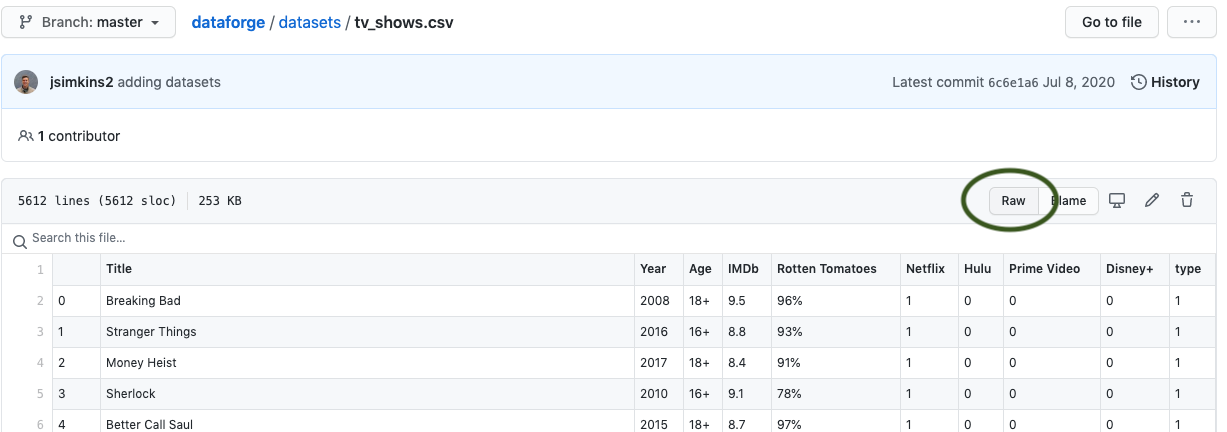 Branch: master dataforge / datasets / tv_shows.csv Go to file ...
jsimkins2 adding datasets Latest commit 6c6e1a6 Jul 8, 2020 History
1 contributor
5612 lines (5612 sloc) 253 KB Raw Blame
Search this file...
1 Title Year Age IMDb Rotten Tomatoes Netflix Hulu Prime Video Disney+ type
2 0 Breaking Bad 2008 18+ 9.5 96% 1 0 0 0 1
3 1 Stranger Things 2016 16+ 8.8 93% 1 0 0 0 1
4 2 Money Heist 2017 18+ 8.4 91% 1 0 0 0 1
5 3 Sherlock 2010 16+ 9.1 78% 1 0 0 0 1
6 4 Better Call Saul 2015 18+ 8.7 97% 1 0 0 0 1